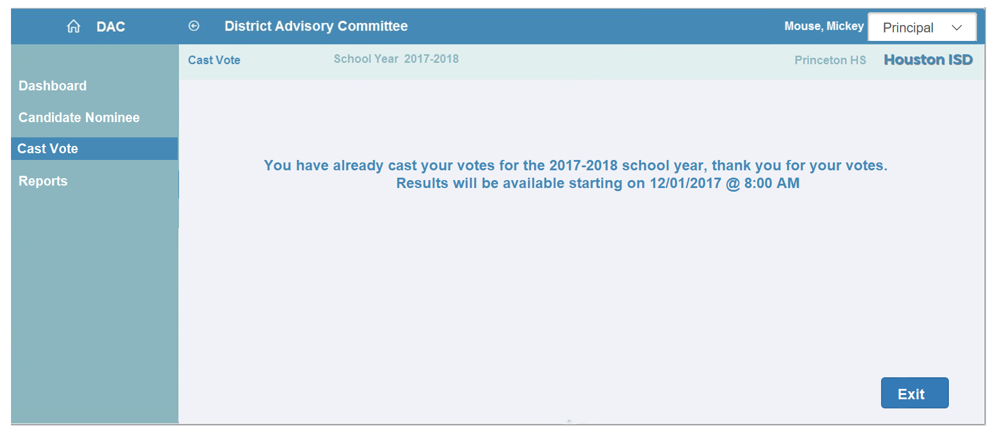 DAC District Advisory Committee Mouse, Mickey Principal
Cast Vote School Year 2017-2018 Princeton HS Houston ISD
Dashboard
Candidate Nominee
Cast Vote
Reports
You have already cast your votes for the 2017-2018 school year, thank you for your votes.
Results will be available starting on 12/01/2017 @ 8:00 AM
Exit